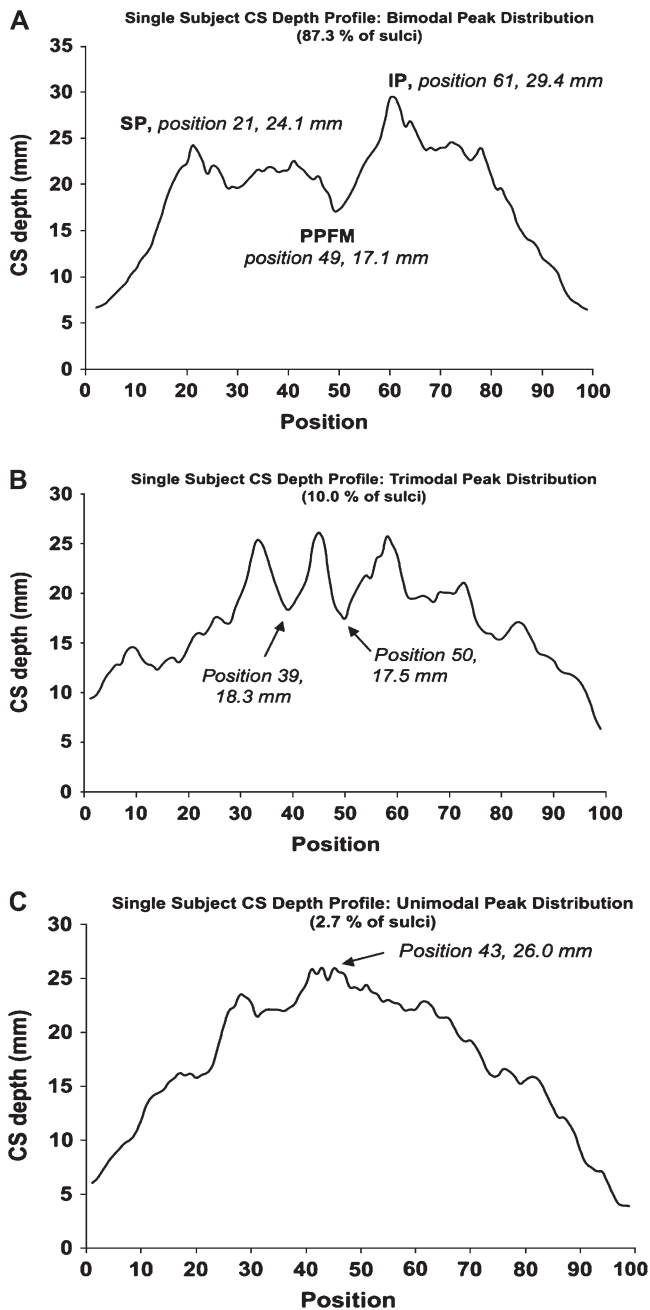 A
Single Subject CS Depth Profile: Bimodal Peak Distribution
(87.3 % of sulci)
35
30
25
20
15
10
5
0
CS depth (mm)
SP, position 21, 24.1 mm
IP, position 61, 29.4 mm
PPFM
position 49, 17.1 mm
0 10 20 30 40 50 60 70 80 90 100
Position
B
Single Subject CS Depth Profile: Trimodal Peak Distribution
(10.0 % of sulci)
30
25
20
15
10
5
0
CS depth (mm)
Position 39,
18.3 mm
Position 50,
17.5 mm
0 10 20 30 40 50 60 70 80 90 100
Position
C
Single Subject CS Depth Profile: Unimodal Peak Distribution
(2.7 % of sulci)
30
25
20
15
10
5
0
CS depth (mm)
Position 43, 26.0 mm
0 10 20 30 40 50 60 70 80 90 100
Position